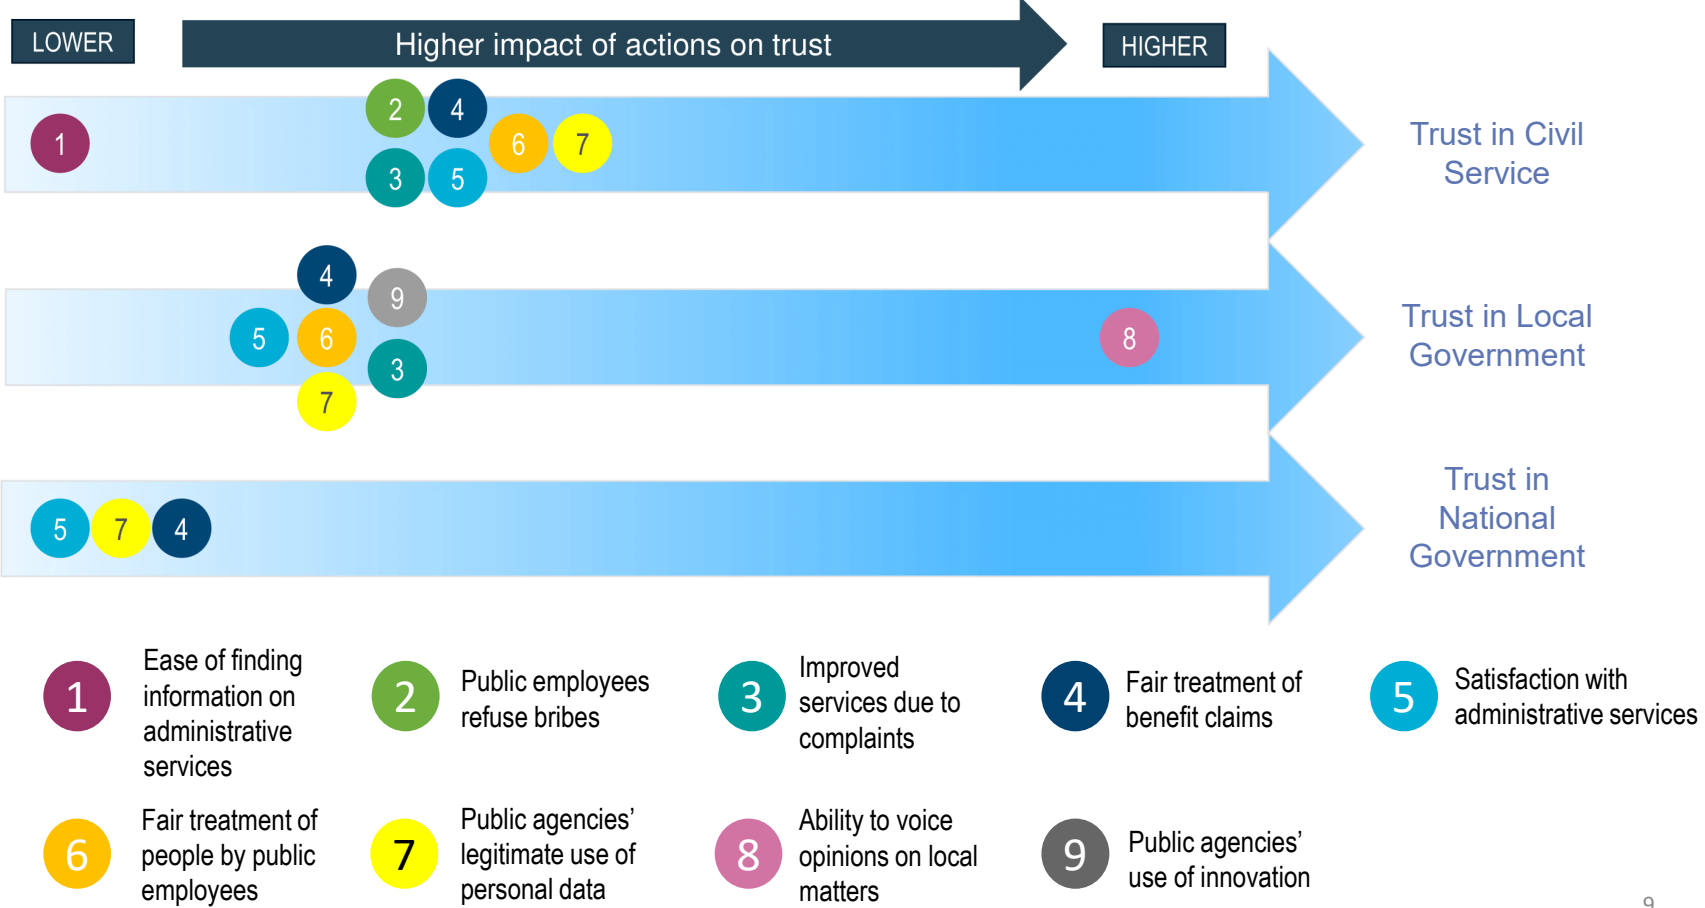 LOWER
Higher impact of actions on trust
HIGHER
2 4
1
6 7
3 5
Trust in Civil
Service
4
9
5 6
8
3
7
Trust in Local
Government
5 7 4
Trust in
National
Government
1
Ease of finding
information on
administrative
services
2
Public employees
refuse bribes
3
Improved
services due to
complaints
4
Fair treatment of
benefit claims
5
Satisfaction with
administrative services
6
Fair treatment of
people by public
employees
7
Public agencies’
legitimate use of
personal data
8
Ability to voice
opinions on local
matters
9
Public agencies’
use of innovation
9